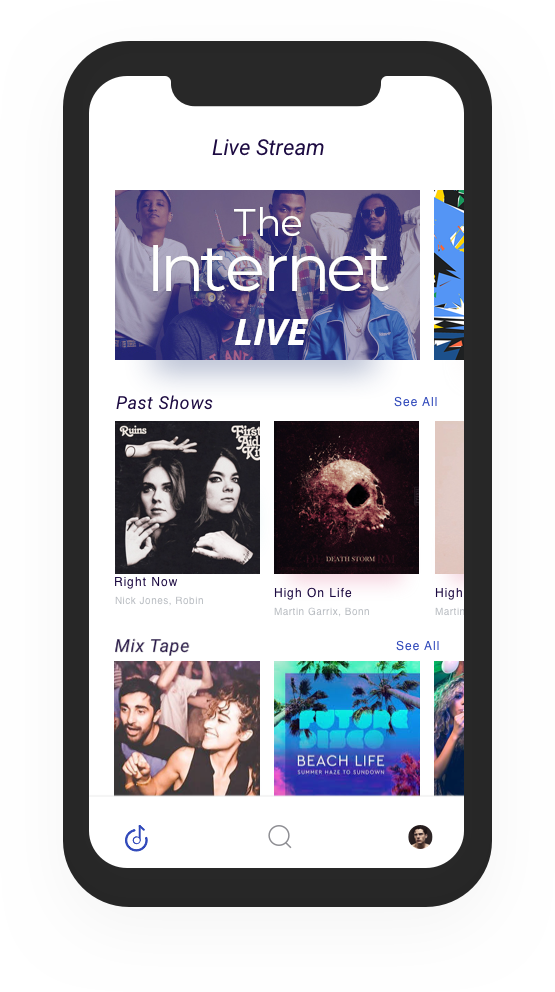 Live Stream
The
Internet
LIVE
Past Shows
See All
Ruins
First
Aid
Kit
DEATH STORM
Right Now
Nick Jones, Robin
High On Life
Martin Garrix, Bonn
High
Martin
Mix Tape
See All
FUTURE
DISCO
BEACH LIFE
SUMMER HAZE TO SUNDOWN